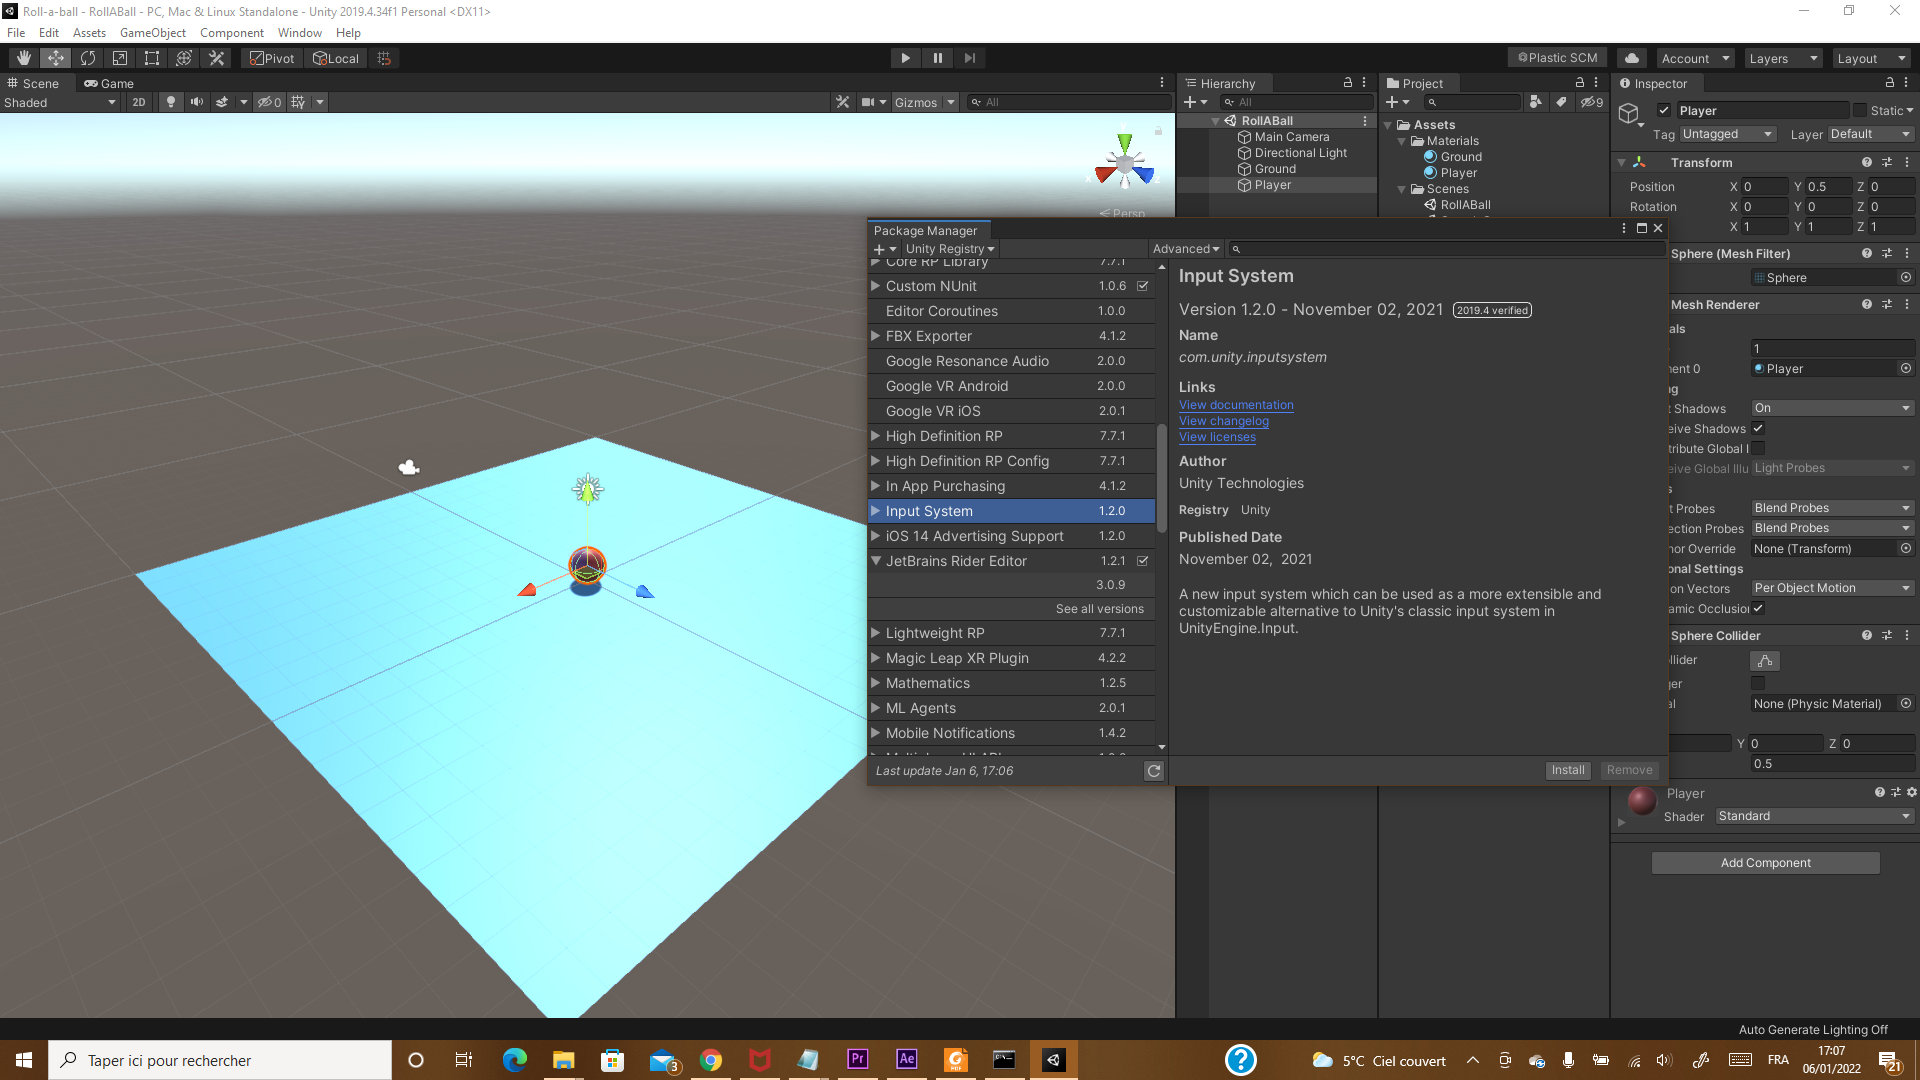 Roll-a-ball - RollABall - PC, Mac & Linux Standalone - Unity 2019.4.34f1 Personal <DX11>
File Edit Assets GameObject Component Window Help
Pivot Local
Plastic SCM Account Layers Layout
Scene Game
Shaded 2D 0 Gizmos All
Persp
Hierarchy
All
RollABall
Main Camera
Directional Light
Ground
Player
Project
9
Assets
Materials
Ground
Player
Scenes
RollABall
Inspector
Player Static
Tag Untagged Layer Default
Transform
Position X 0 Y 0.5 Z 0
Rotation X 0 Y 0 Z 0
X 1 Y 1 Z 1
Sphere (Mesh Filter)
Sphere
Mesh Renderer
als
1
nent 0 Player
ng
t Shadows On
eive Shadows
tribute Global I
eive Global Illu Light Probes
s
t Probes Blend Probes
ection Probes Blend Probes
nor Override None (Transform)
onal Settings
on Vectors Per Object Motion
amic Occlusion
Sphere Collider
ollider
ger
al None (Physic Material)
Y 0 Z 0
0.5
Player
Shader Standard
Add Component
Package Manager
Unity Registry Advanced
Core RP Library 7.7.1
Custom NUnit 1.0.6
Editor Coroutines 1.0.0
FBX Exporter 4.1.2
Google Resonance Audio 2.0.0
Google VR Android 2.0.0
Google VR iOS 2.0.1
High Definition RP 7.7.1
High Definition RP Config 7.7.1
In App Purchasing 4.1.2
Input System 1.2.0
iOS 14 Advertising Support 1.2.0
JetBrains Rider Editor 1.2.1
3.0.9
See all versions
Lightweight RP 7.7.1
Magic Leap XR Plugin 4.2.2
Mathematics 1.2.5
ML Agents 2.0.1
Mobile Notifications 1.4.2
Last update Jan 6, 17:06
Input System
Version 1.2.0 - November 02, 2021 2019.4 verified
Name
com.unity.inputsystem
Links
View documentation
View changelog
View licenses
Author
Unity Technologies
Registry Unity
Published Date
November 02, 2021
A new input system which can be used as a more extensible and
customizable alternative to Unity's classic input system in
UnityEngine.Input.
Install Remove
Auto Generate Lighting Off
Taper ici pour rechercher
3
Pr
Ae
PDF
5°C Ciel couvert
FRA
17:07
06/01/2022
21